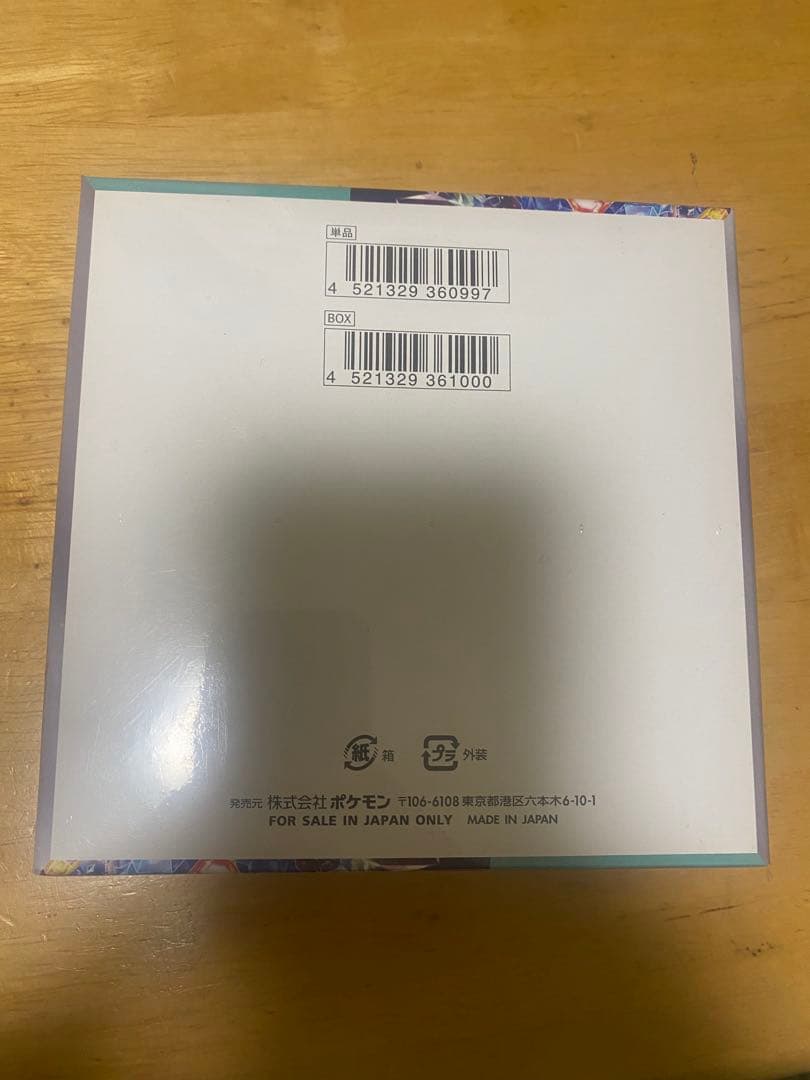 単品
4 521329 360997
BOX
4 521329 361000
紙 箱 プラ 外装
発売元 株式会社 ポケモン 〒106-6108 東京都港区六本木6-10-1
FOR SALE IN JAPAN ONLY MADE IN JAPAN